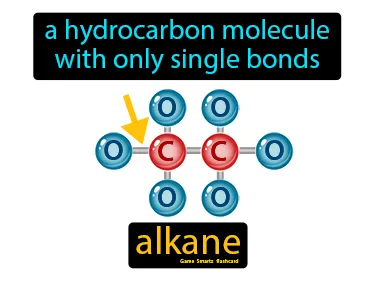 a hydrocarbon molecule
with only single bonds
O O
O C C O
O O
alkane
Game Smartz flashcard